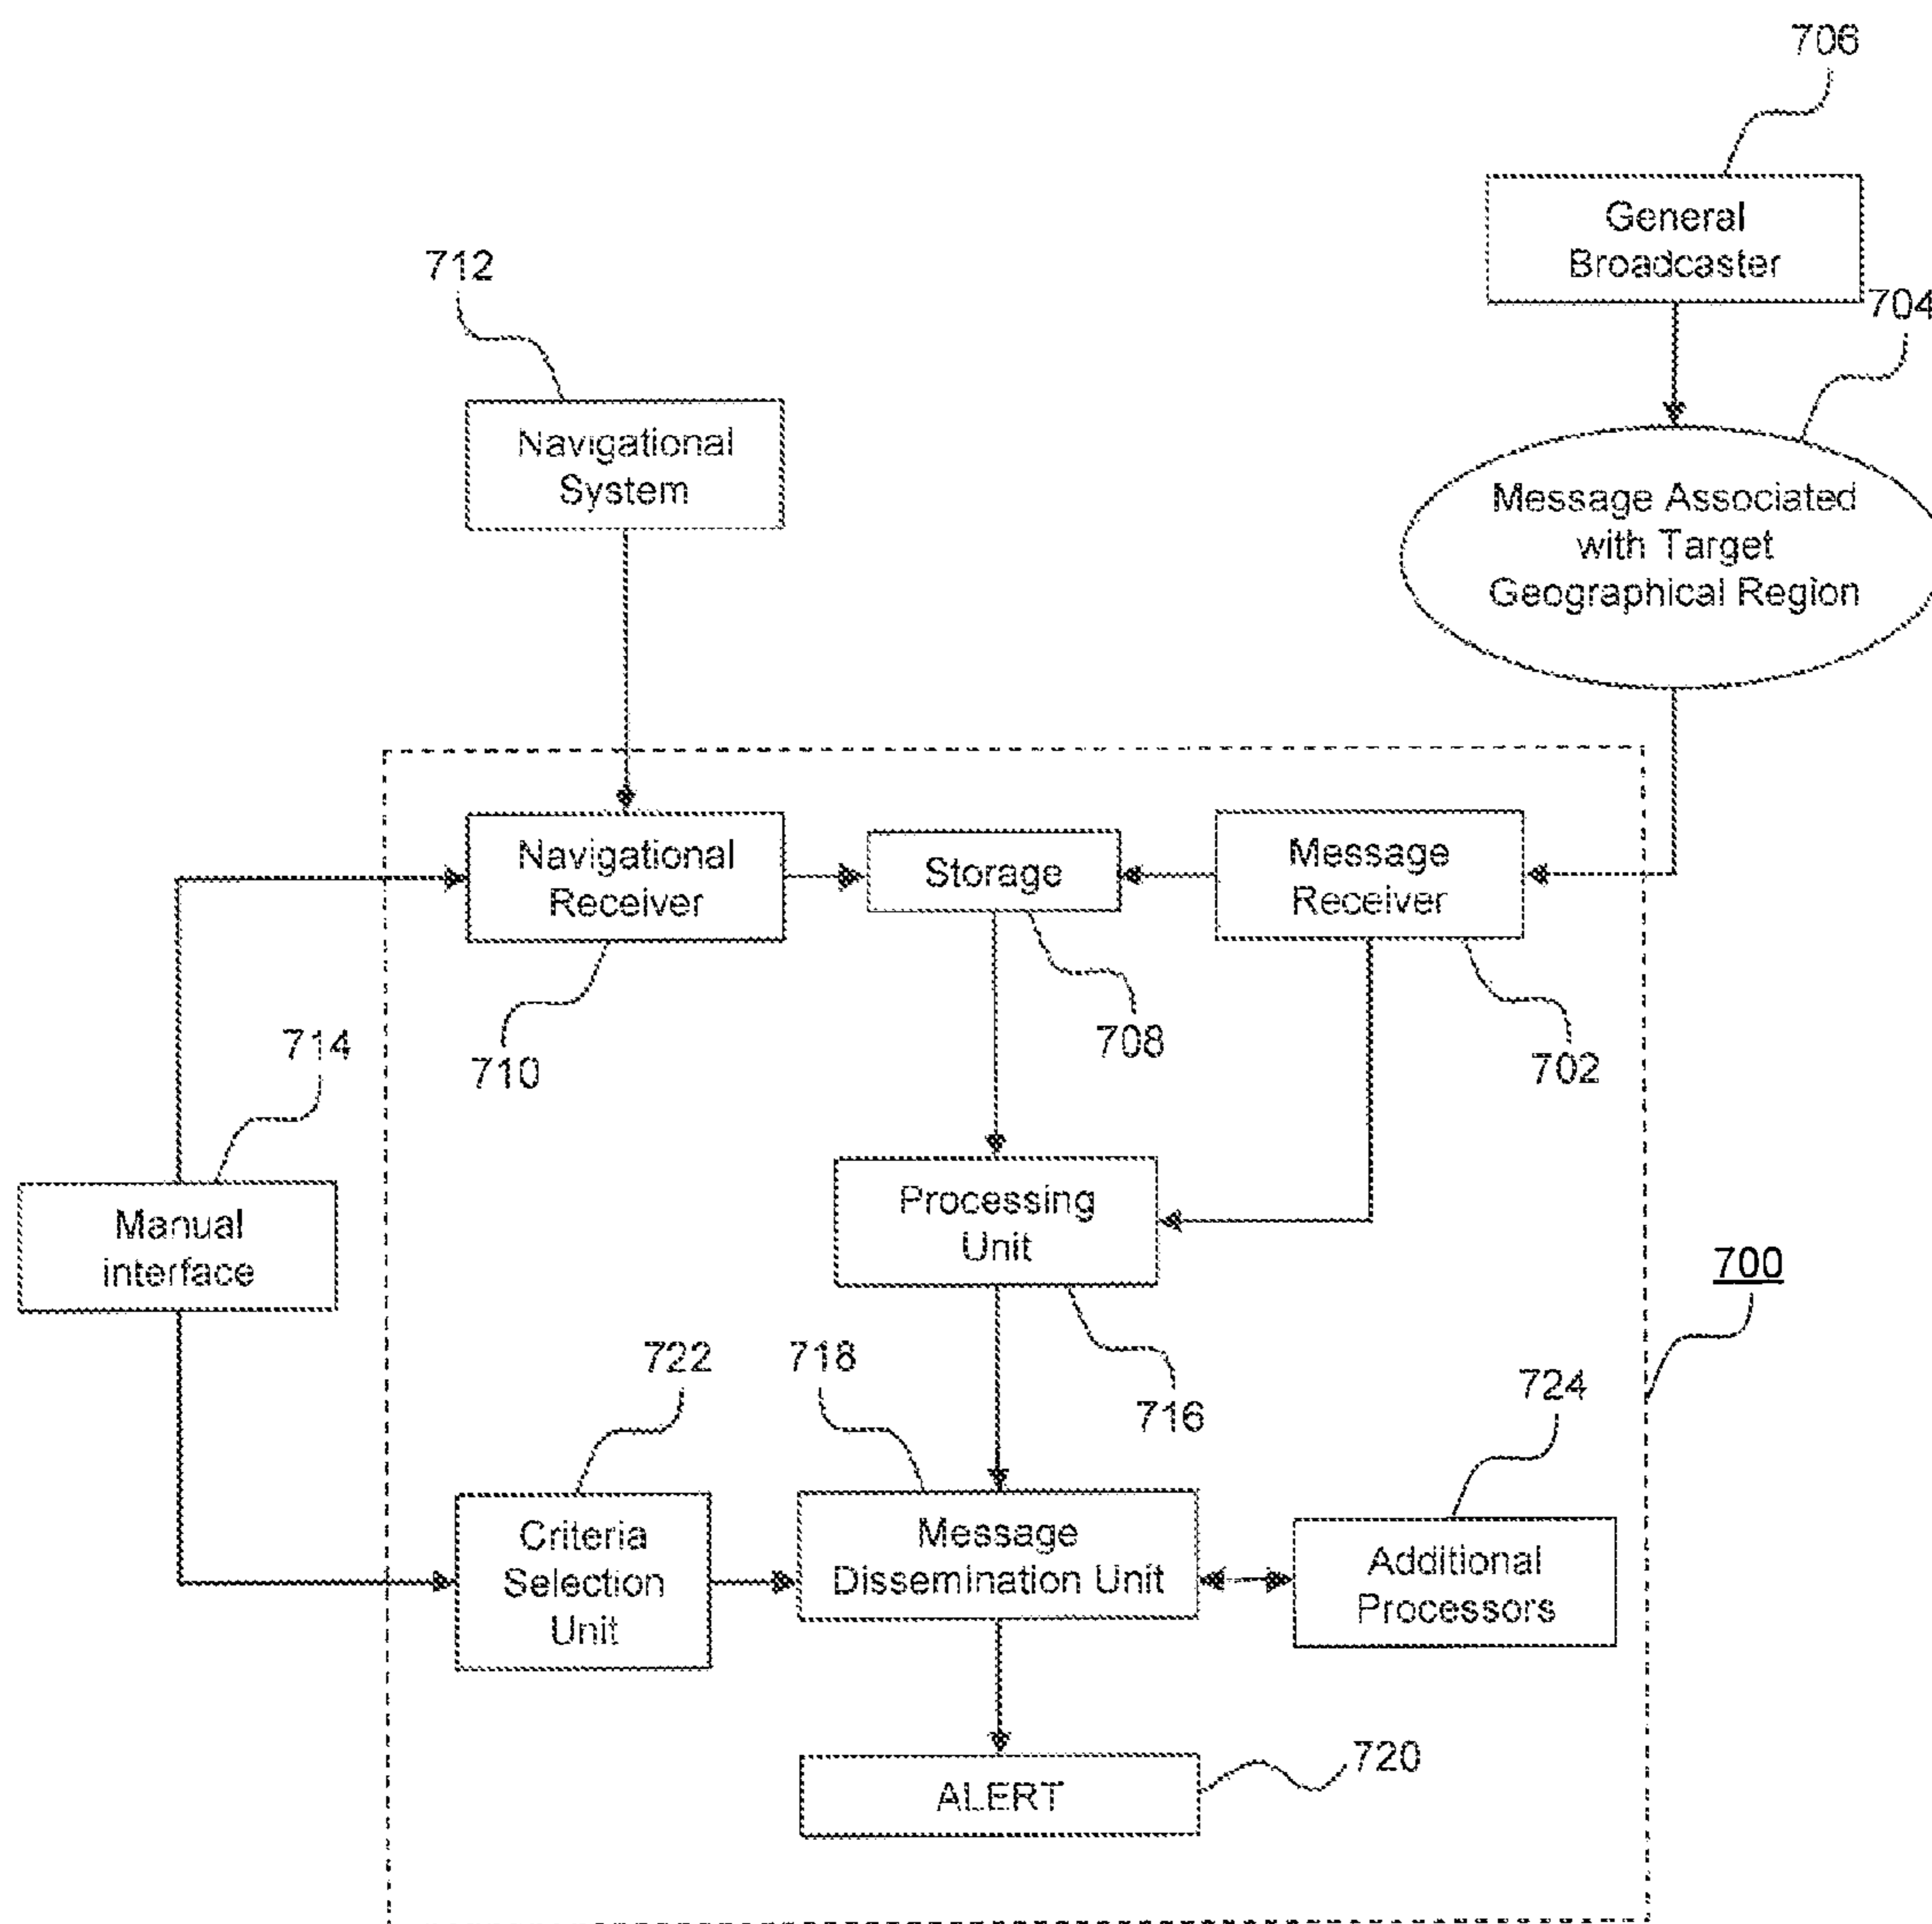 706
General
Broadcaster
704
712
Navigational
System
Message Associated
with Target
Geographical Region
Navigational
Receiver
Storage
Message
Receiver
710
708
702
714
Manual
interface
Processing
Unit
700
716
722
718
724
Criteria
Selection
Unit
Message
Dissemination Unit
Additional
Processors
ALERT
720